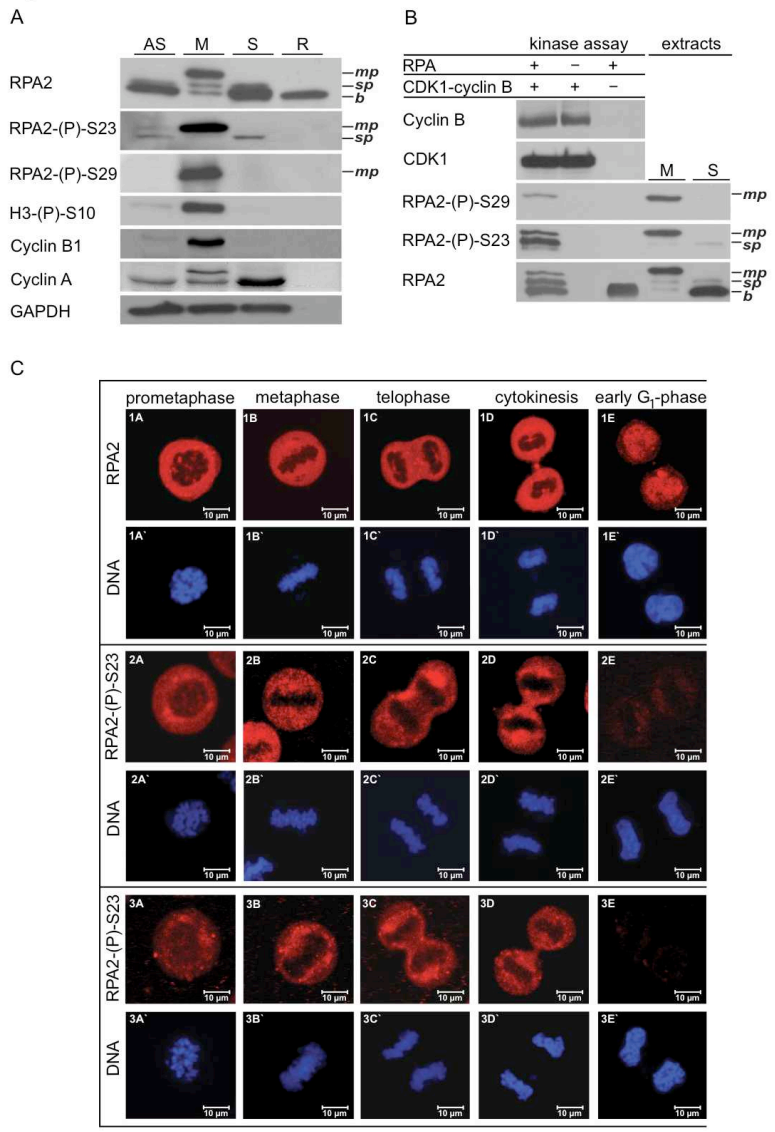 A
AS M S R
RPA2
mp
sp
b
RPA2-(P)-S23
mp
sp
RPA2-(P)-S29
mp
H3-(P)-S10
Cyclin B1
Cyclin A
GAPDH
B
kinase assay extracts
RPA + – +
CDK1-cyclin B + + –
Cyclin B
CDK1
M S
RPA2-(P)-S29
mp
RPA2-(P)-S23
mp
sp
RPA2
mp
sp
b
C
prometaphase metaphase telophase cytokinesis early G1-phase
RPA2
1A 1B 1C 1D 1E
10 µm 10 µm 10 µm 10 µm 10 µm
DNA
1A` 1B` 1C` 1D` 1E`
10 µm 10 µm 10 µm 10 µm 10 µm
RPA2-(P)-S23
2A 2B 2C 2D 2E
10 µm 10 µm 10 µm 10 µm 10 µm
DNA
2A` 2B` 2C` 2D` 2E`
10 µm 10 µm 10 µm 10 µm 10 µm
RPA2-(P)-S23
3A 3B 3C 3D 3E
10 µm 10 µm 10 µm 10 µm 10 µm
DNA
3A` 3B` 3C` 3D` 3E`
10 µm 10 µm 10 µm 10 µm 10 µm